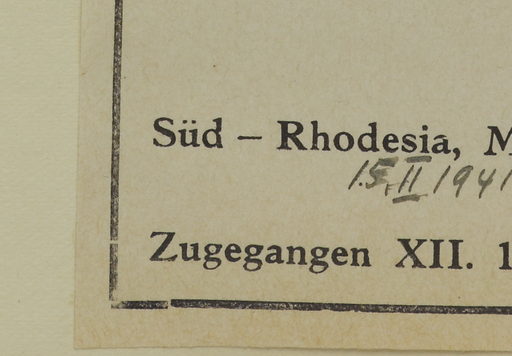 Süd – Rhodesia, M
15. II 1941
Zugegangen XII. 1